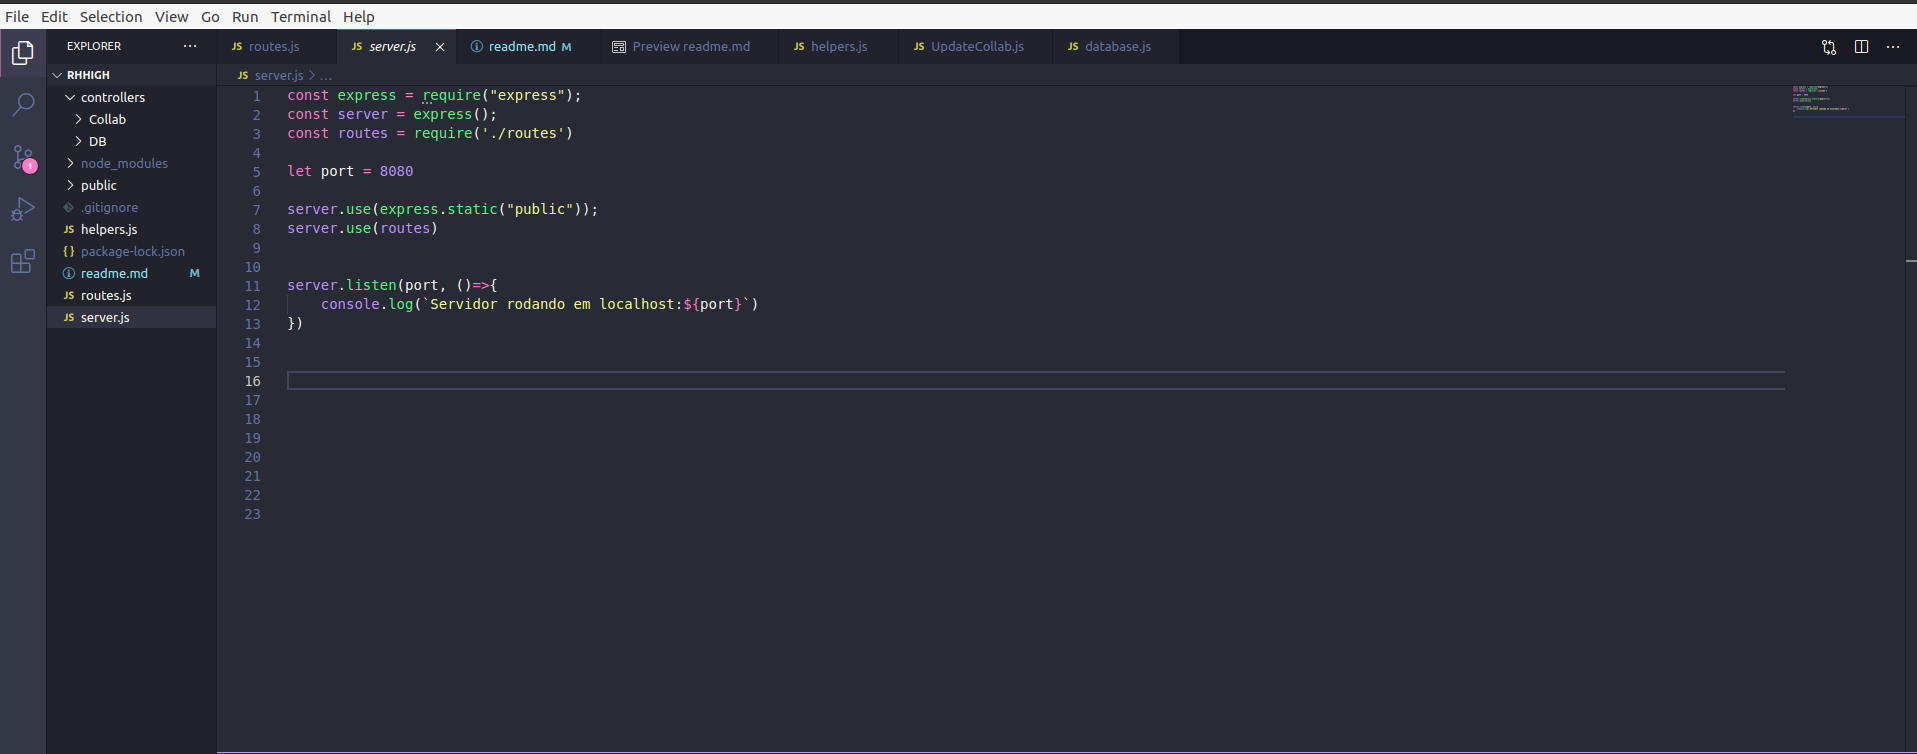 File Edit Selection View Go Run Terminal Help
EXPLORER ···
JS routes.js
JS server.js ×
readme.md M
Preview readme.md
JS helpers.js
JS UpdateCollab.js
JS database.js
···
RHHIGH
controllers
Collab
DB
node_modules
public
.gitignore
JS helpers.js
{} package-lock.json
readme.md M
JS routes.js
JS server.js
1
JS server.js > ...
1 const express = require("express");
2 const server = express();
3 const routes = require('./routes')
4
5 let port = 8080
6
7 server.use(express.static("public"));
8 server.use(routes)
9
10
11 server.listen(port, ()=>{
12 console.log(`Servidor rodando em localhost:${port}`)
13 })
14
15
16
17
18
19
20
21
22
23